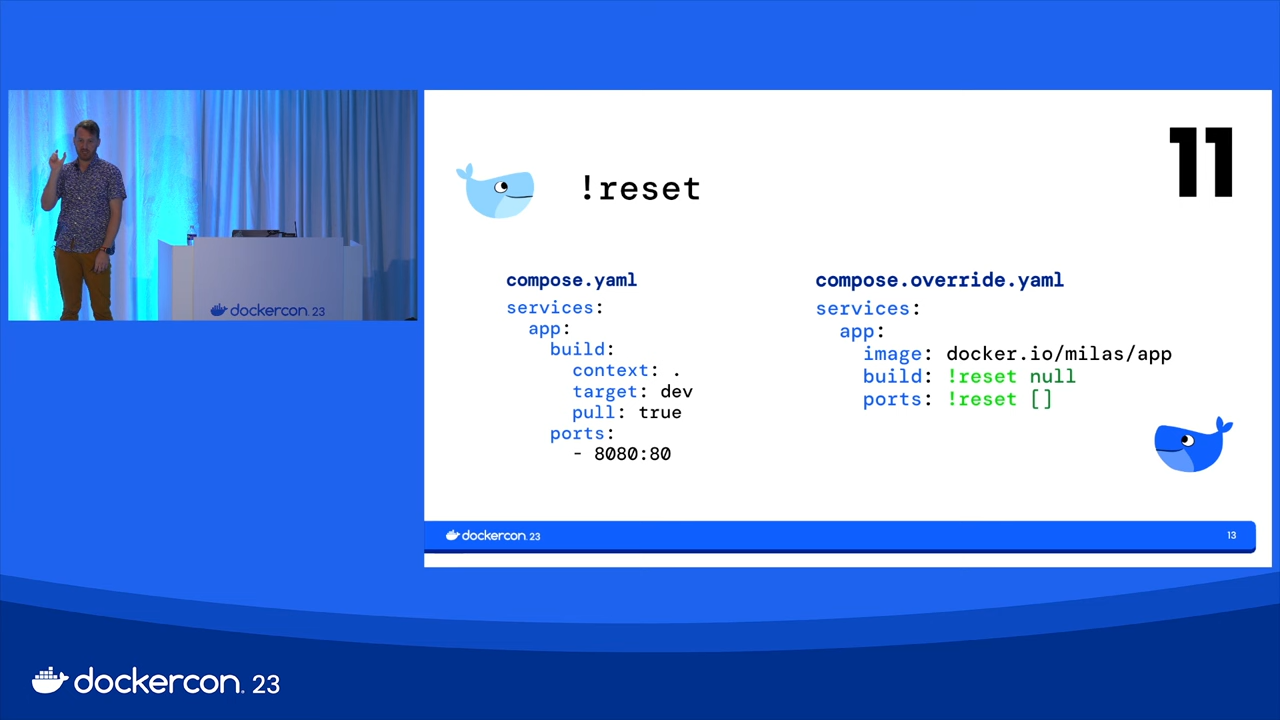 11
!reset
compose.yaml
services:
app:
build:
context: .
target: dev
pull: true
ports:
- 8080:80
compose.override.yaml
services:
app:
image: docker.io/milas/app
build: !reset null
ports: !reset []
dockercon. 23
dockercon. 23
13
dockercon. 23